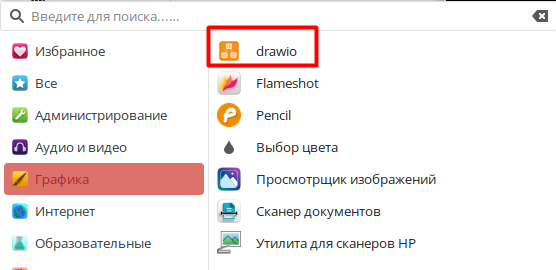 Введите для поиска......
Избранное
Все
Администрирование
Аудио и видео
Графика
Интернет
Образовательные
drawio
Flameshot
Pencil
Выбор цвета
Просмотрщик изображений
Сканер документов
Утилита для сканеров HP